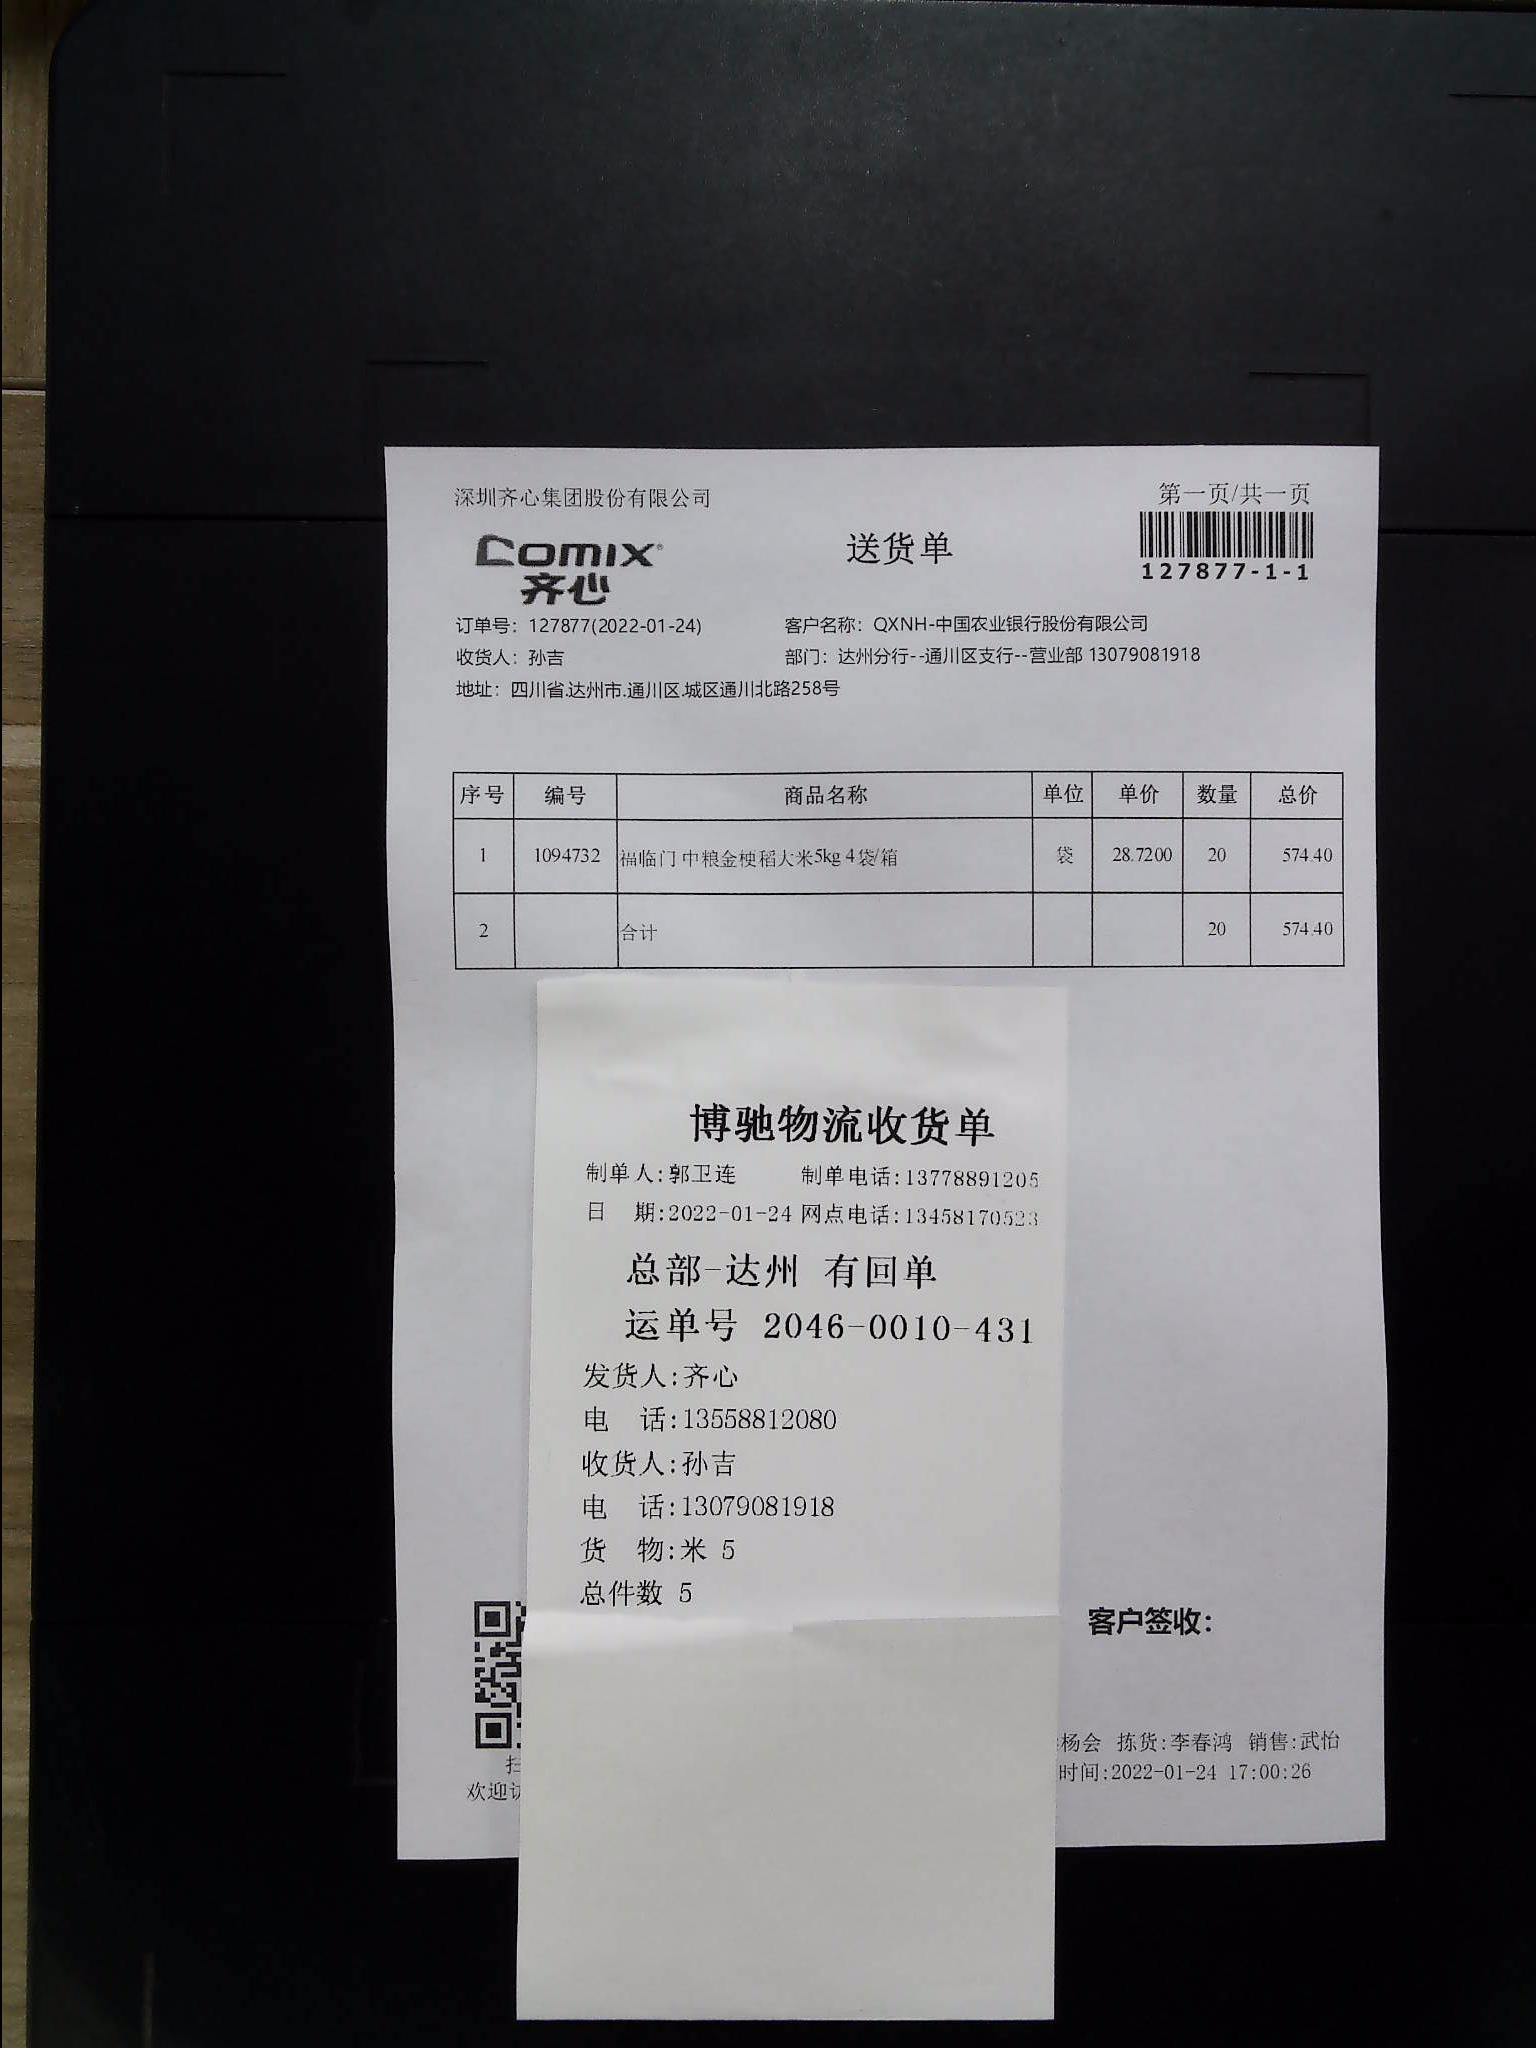 深圳齐心集团股份有限公司
第一页/共一页
COMIX®
齐心
送货单
127877-1-1
订单号：127877(2022-01-24) 客户名称：QXNH-中国农业银行股份有限公司
收货人：孙吉 部门：达州分行--通川区支行--营业部 13079081918
地址：四川省.达州市.通川区.城区通川北路258号
序号 编号 商品名称 单位 单价 数量 总价
1 1094732 福临门 中粮金梗稻大米5kg 4袋/箱 袋 28.7200 20 574.40
2 合计 20 574.40
博驰物流收货单
制单人:郭卫连 制单电话:13778891205
日 期:2022-01-24 网点电话:13458170523
总部-达州 有回单
运单号 2046-0010-431
发货人:齐心
电 话:13558812080
收货人:孙吉
电 话:13079081918
货 物:米 5
总件数 5
客户签收：
杨会 拣货:李春鸿 销售:武怡
扫
时间:2022-01-24 17:00:26
欢迎